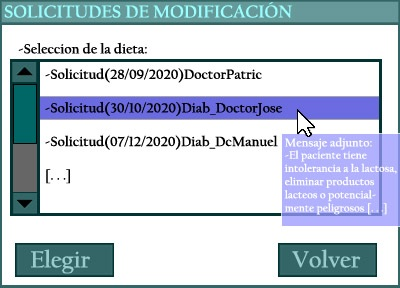 SOLICITUDES DE MODIFICACIÓN
-Seleccion de la dieta:
-Solicitud(28/09/2020)DoctorPatric
-Solicitud(30/10/2020)Diab_DoctorJose
-Solicitud(07/12/2020)Diab_DcManuel
[. . .]
Mensaje adjunto:
-El paciente tiene
intolerancia a la lactosa,
eliminar productos
lacteos o potencial-
mente peligrosos [. . .]
Elegir
Volver